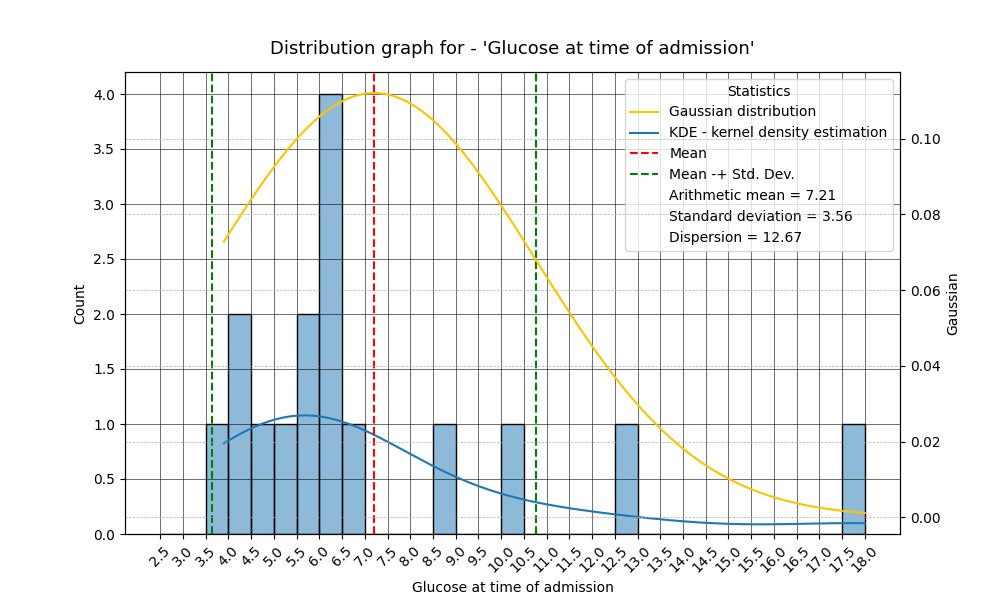 Distribution graph for - 'Glucose at time of admission'
Statistics
Gaussian distribution
KDE - kernel density estimation
Mean
Mean -+ Std. Dev.
Arithmetic mean = 7.21
Standard deviation = 3.56
Dispersion = 12.67
4.0
3.5
3.0
2.5
2.0
1.5
1.0
0.5
0.0
Count
0.10
0.08
0.06
0.04
0.02
0.00
Gaussian
2.5 3.0 3.5 4.0 4.5 5.0 5.5 6.0 6.5 7.0 7.5 8.0 8.5 9.0 9.5 10.0 10.5 11.0 11.5 12.0 12.5 13.0 13.5 14.0 14.5 15.0 15.5 16.0 16.5 17.0 17.5 18.0
Glucose at time of admission